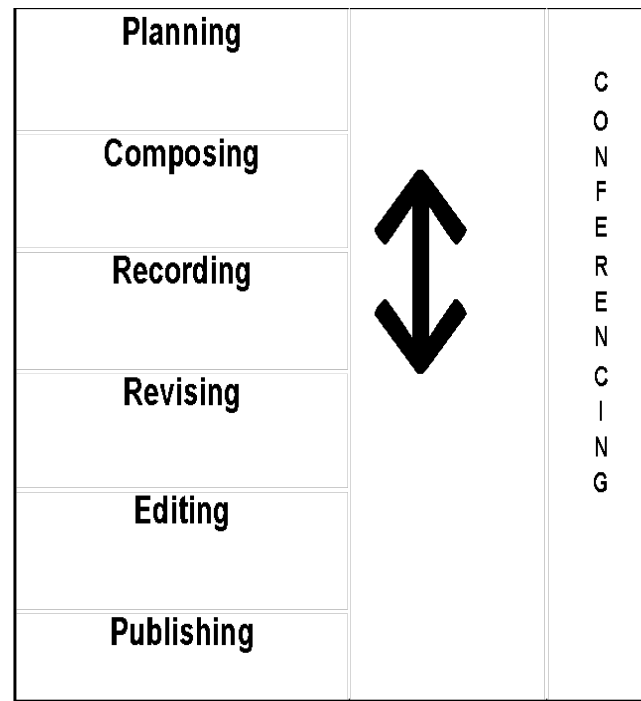 Planning
Composing
Recording
Revising
Editing
Publishing
C
O
N
F
E
R
E
N
C
I
N
G